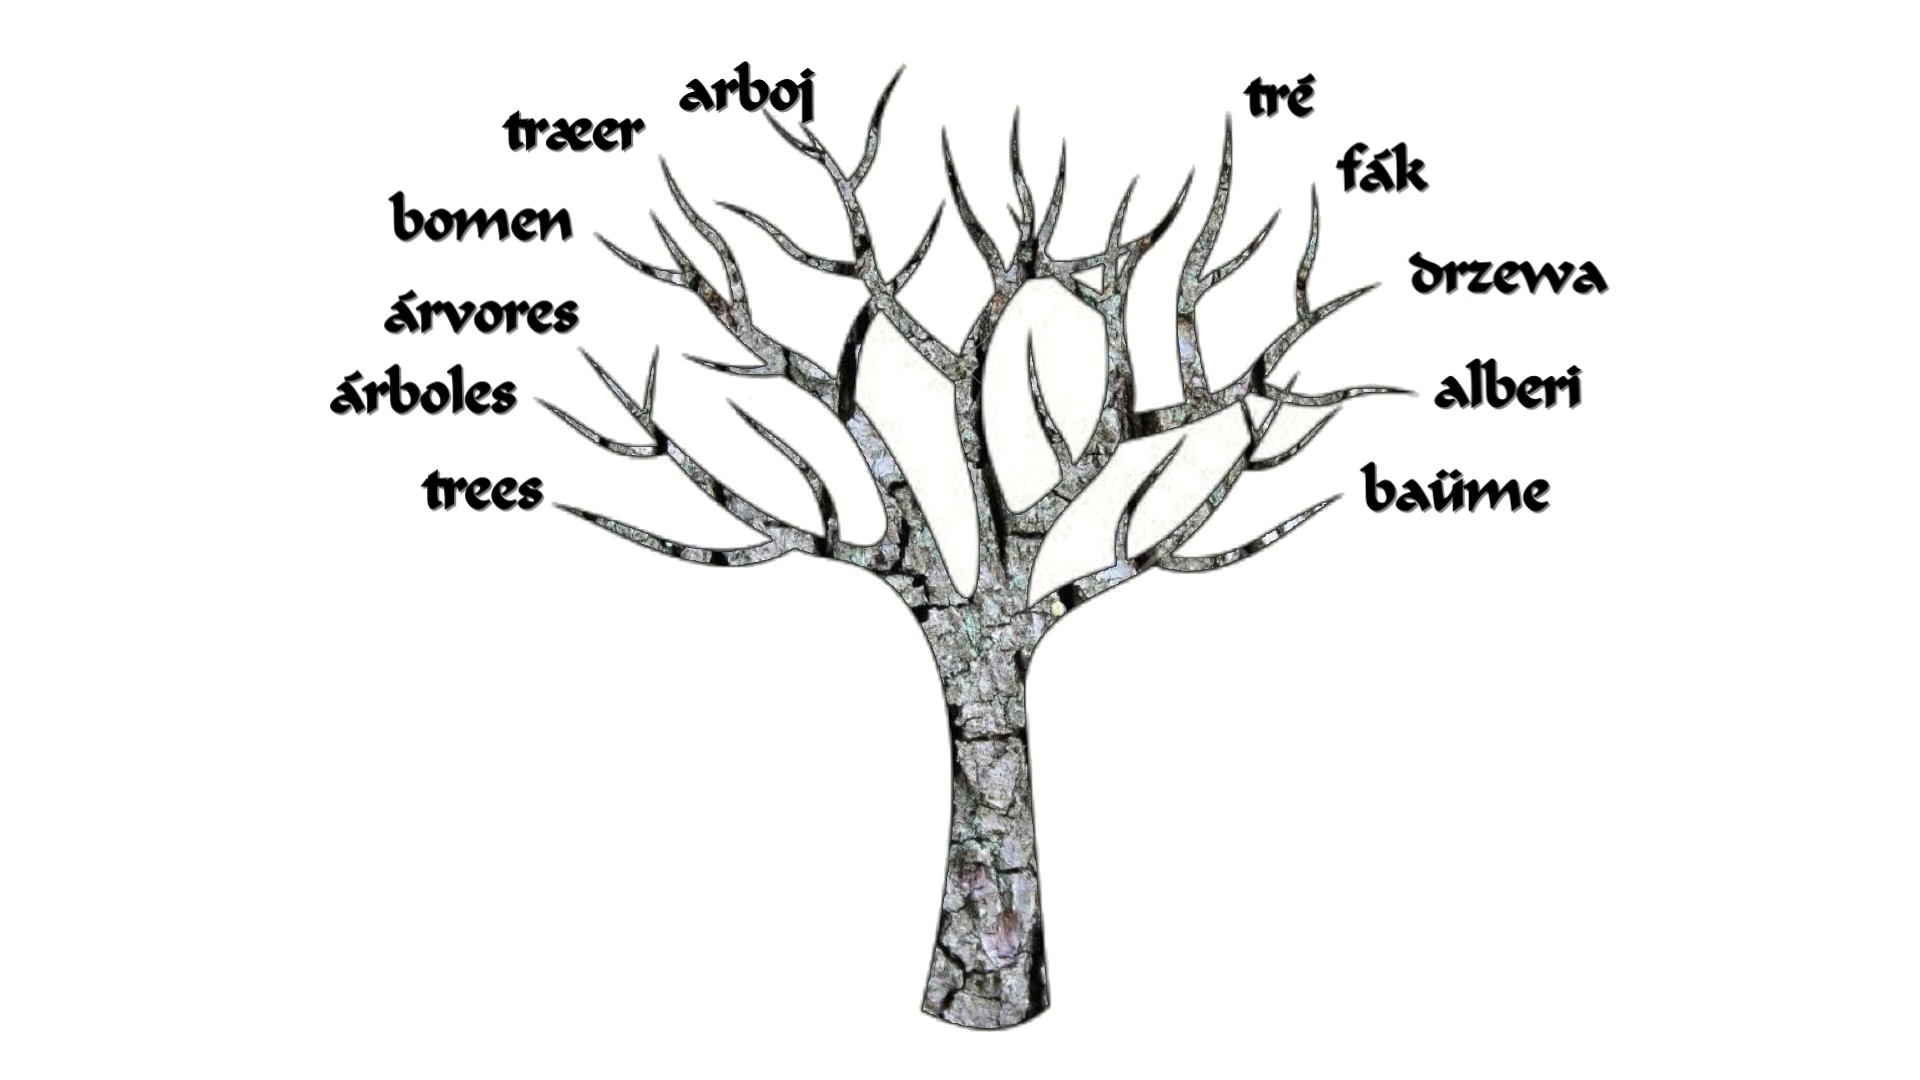 arboj
tré
træer
fák
bomen
drzewa
árvores
árboles
alberi
trees
baüme